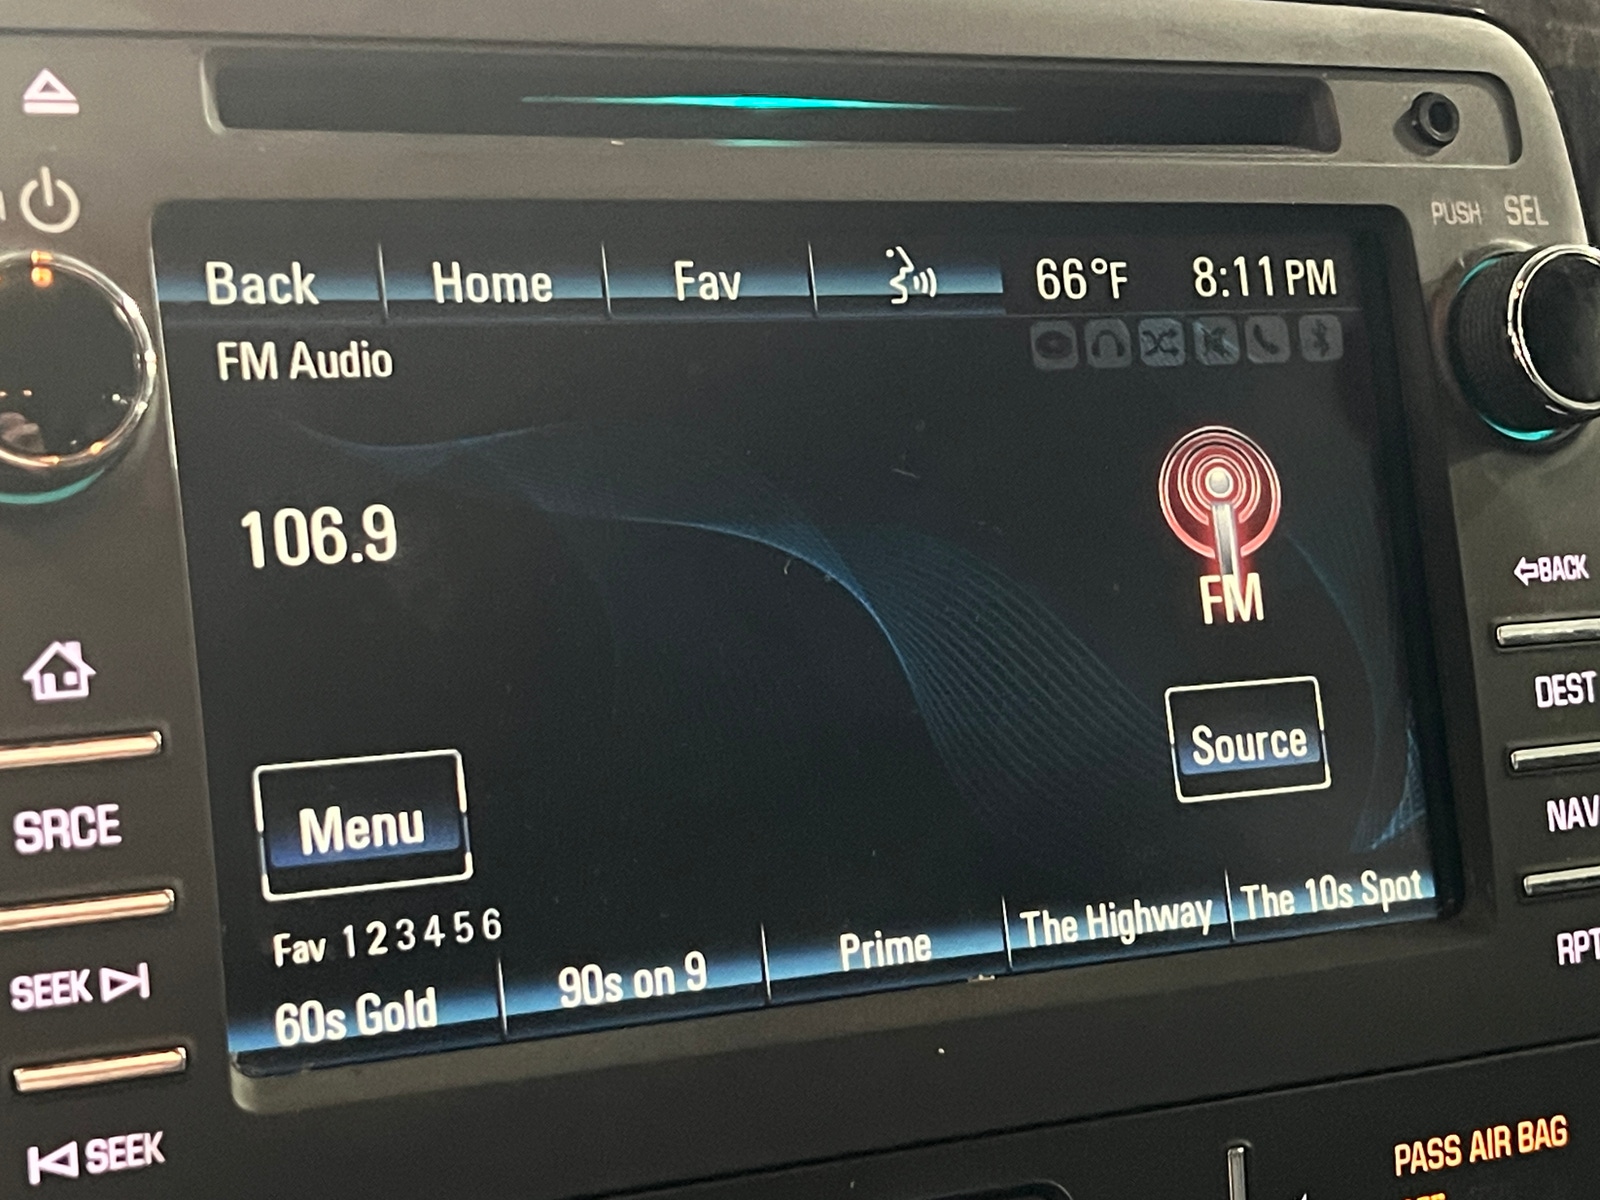 PUSH SEL
Back Home Fav 66°F 8:11 PM
FM Audio
106.9
FM
BACK
DEST
Source
Menu
NAV
SRCE
Fav 1 2 3 4 5 6
60s Gold 90s on 9 Prime The Highway The 10s Spot
RPT
SEEK
SEEK
PASS AIR BAG